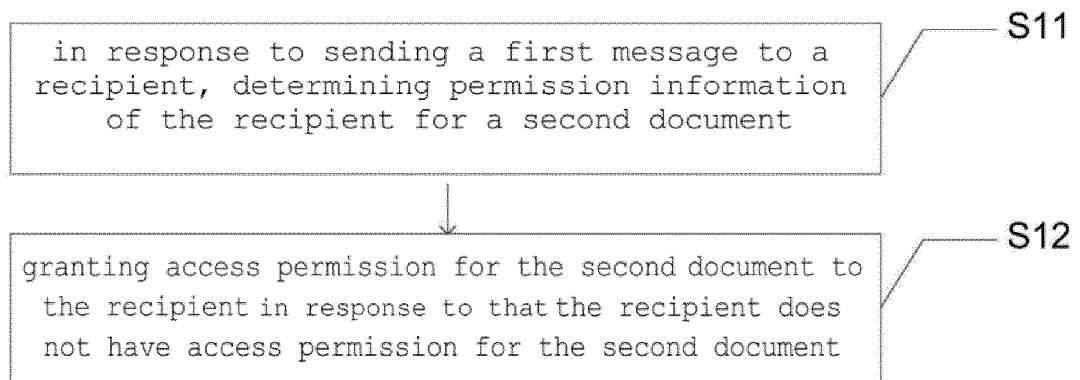 in response to sending a first message to a
recipient, determining permission information
of the recipient for a second document
S11
granting access permission for the second document to
the recipient in response to that the recipient does
not have access permission for the second document
S12